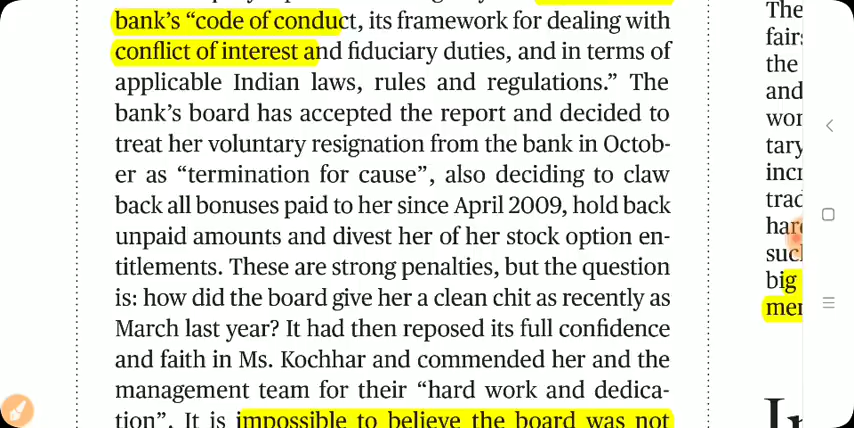 bank's "code of conduct, its framework for dealing with
conflict of interest and fiduciary duties, and in terms of
applicable Indian laws, rules and regulations." The
bank's board has accepted the report and decided to
treat her voluntary resignation from the bank in Octob-
er as "termination for cause", also deciding to claw
back all bonuses paid to her since April 2009, hold back
unpaid amounts and divest her of her stock option en-
titlements. These are strong penalties, but the question
is: how did the board give her a clean chit as recently as
March last year? It had then reposed its full confidence
and faith in Ms. Kochhar and commended her and the
management team for their "hard work and dedica-
tion". It is impossible to believe the board was not
The
fair
the
and
wor
tary
incr
trad
har
suc
big
mer
In